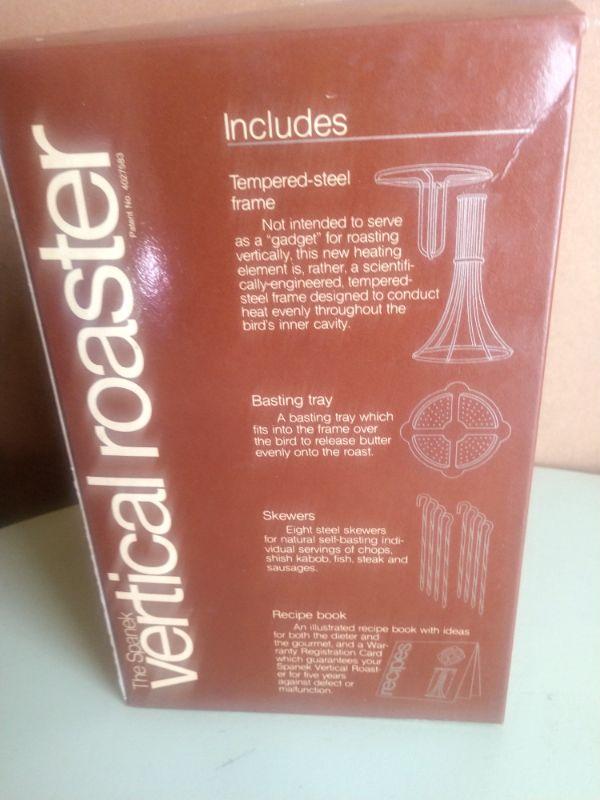 The Spanek
vertical roaster
Patent No. 4027583
Includes
Tempered-steel
frame
Not intended to serve
as a "gadget" for roasting
vertically, this new heating
element is, rather, a scientifi-
cally-engineered, tempered-
steel frame designed to conduct
heat evenly throughout the
bird's inner cavity.
Basting tray
A basting tray which
fits into the frame over
the bird to release butter
evenly onto the roast.
Skewers
Eight steel skewers
for natural self-basting indi-
vidual servings of chops,
shish kabob, fish, steak and
sausages.
Recipe book
An illustrated recipe book with ideas
for both the dieter and
the gourmet, and a War-
ranty Registration Card
which guarantees your
Spanek Vertical Roast-
er for five years
against defect or
malfunction.
recipes